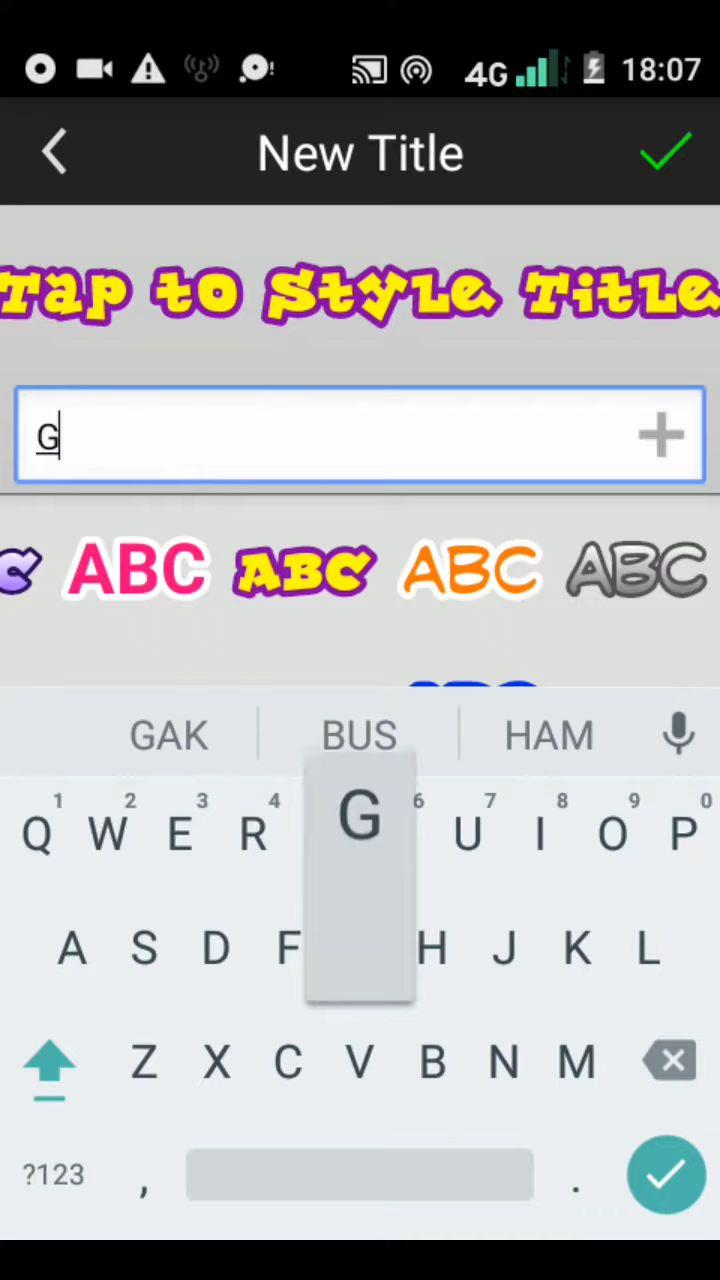 4G 18:07
New Title
Tap to Style Title
G
C ABC ABC ABC ABC
GAK BUS HAM
1 2 3 4 6 7 8 9 0
Q W E R G U I O P
A S D F H J K L
Z X C V B N M
?123 , .